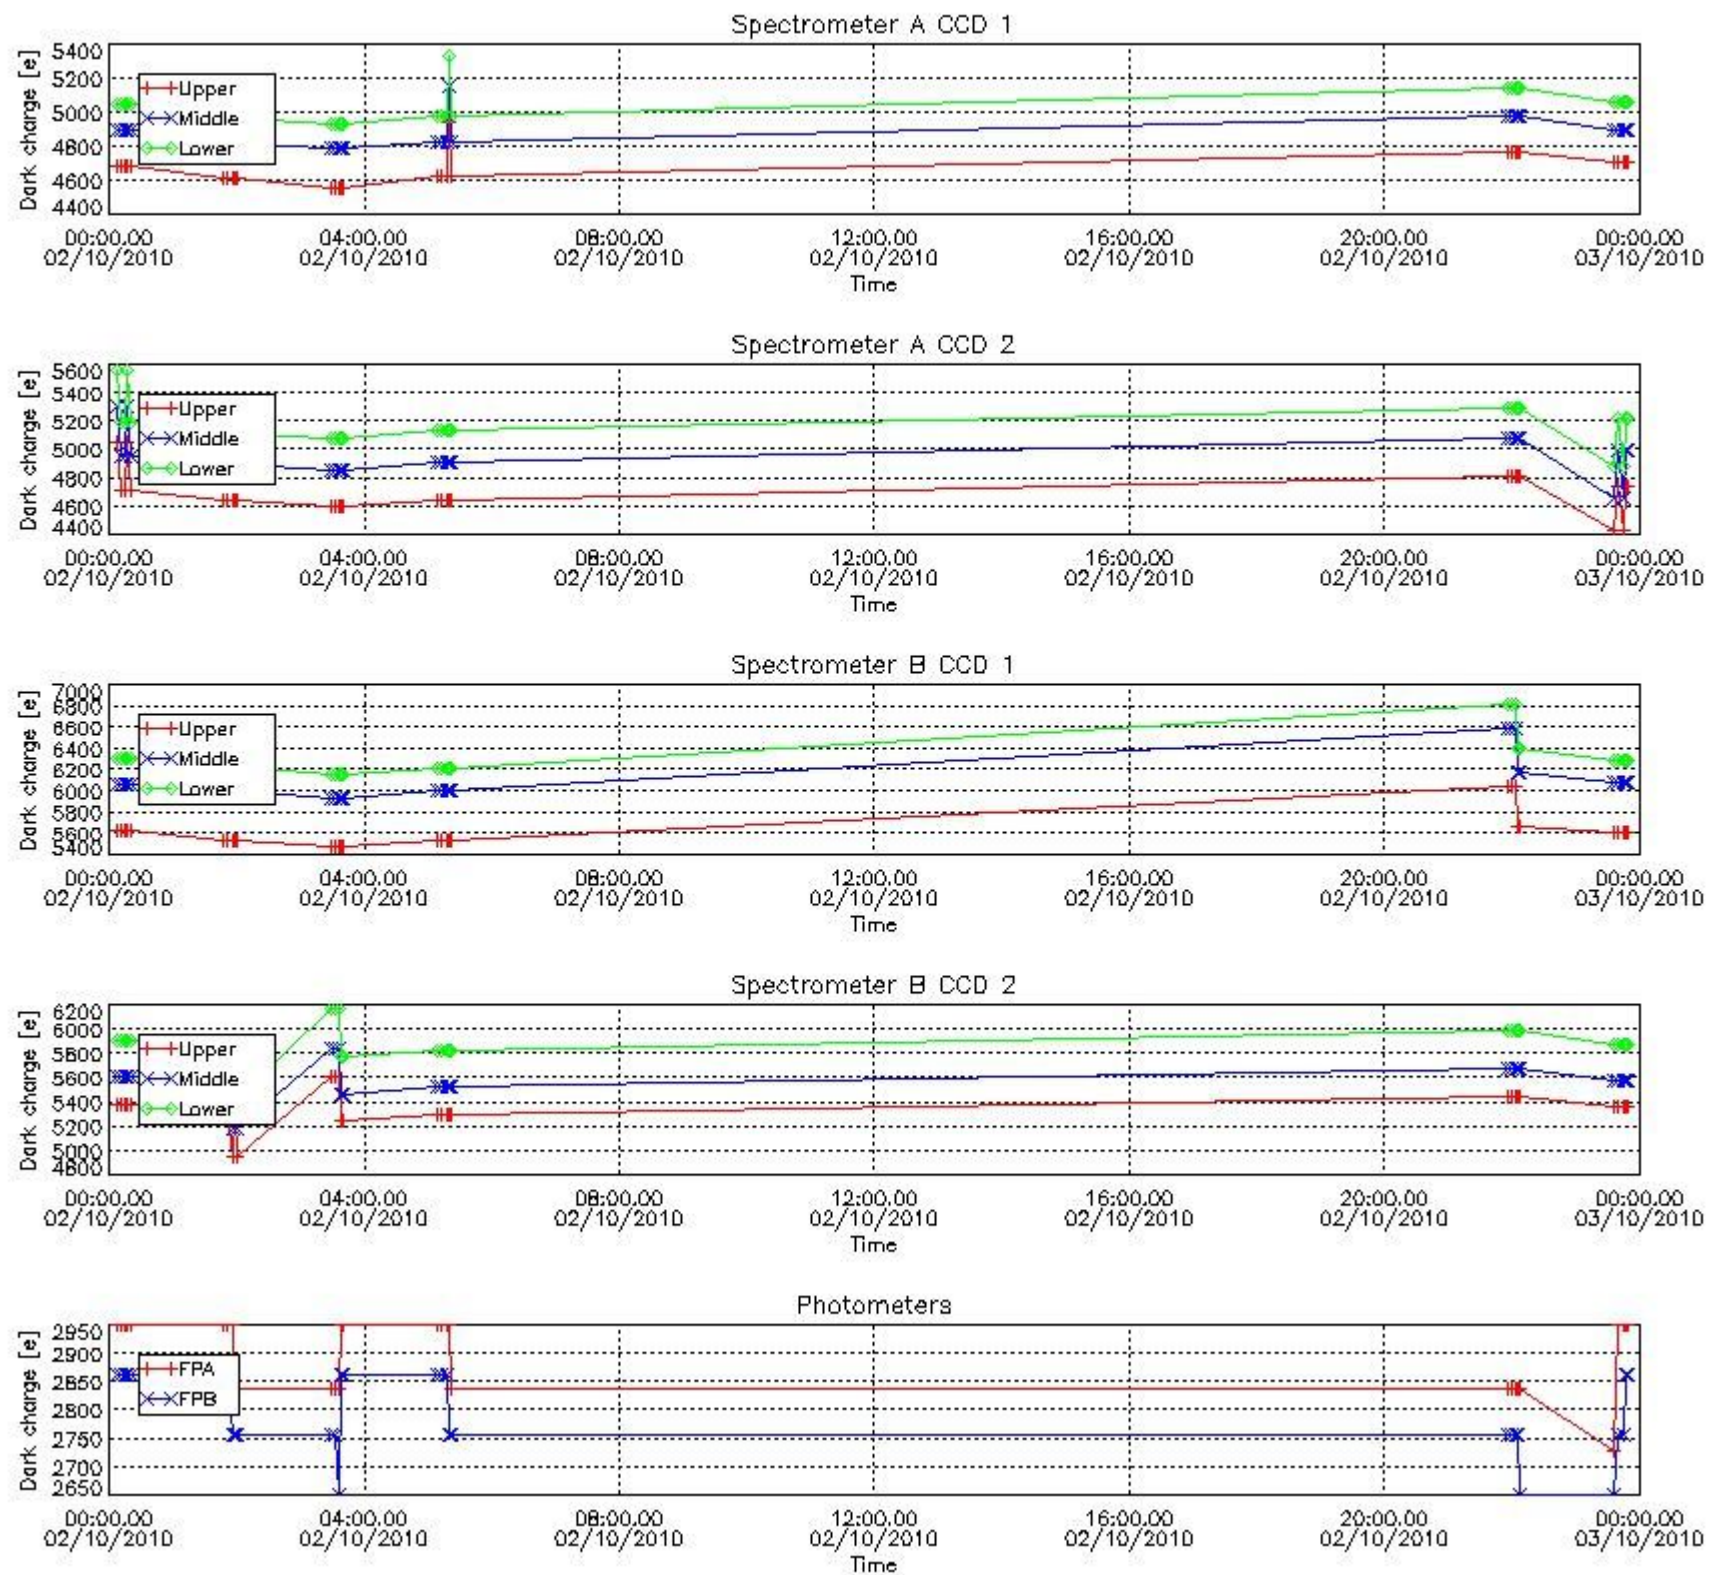 Spectrometer A CCD 1
Dark charge [e]
5400
5200
5000
4800
4600
4400
Upper
Middle
Lower
00:00.00 04:00.00 08:00.00 12:00.00 16:00.00 20:00.00 00:00.00
02/10/2010 02/10/2010 02/10/2010 02/10/2010 02/10/2010 02/10/2010 03/10/2010
Time
Spectrometer A CCD 2
Dark charge [e]
5600
5400
5200
5000
4800
4600
4400
Upper
Middle
Lower
00:00.00 04:00.00 08:00.00 12:00.00 16:00.00 20:00.00 00:00.00
02/10/2010 02/10/2010 02/10/2010 02/10/2010 02/10/2010 02/10/2010 03/10/2010
Time
Spectrometer B CCD 1
Dark charge [e]
7000
6800
6600
6400
6200
6000
5800
5600
5400
Upper
Middle
Lower
00:00.00 04:00.00 08:00.00 12:00.00 16:00.00 20:00.00 00:00.00
02/10/2010 02/10/2010 02/10/2010 02/10/2010 02/10/2010 02/10/2010 03/10/2010
Time
Spectrometer B CCD 2
Dark charge [e]
6200
6000
5800
5600
5400
5200
5000
4800
Upper
Middle
Lower
00:00.00 04:00.00 08:00.00 12:00.00 16:00.00 20:00.00 00:00.00
02/10/2010 02/10/2010 02/10/2010 02/10/2010 02/10/2010 02/10/2010 03/10/2010
Time
Photometers
Dark charge [e]
2950
2900
2850
2800
2750
2700
2650
FPA
FPB
00:00.00 04:00.00 08:00.00 12:00.00 16:00.00 20:00.00 00:00.00
02/10/2010 02/10/2010 02/10/2010 02/10/2010 02/10/2010 02/10/2010 03/10/2010
Time